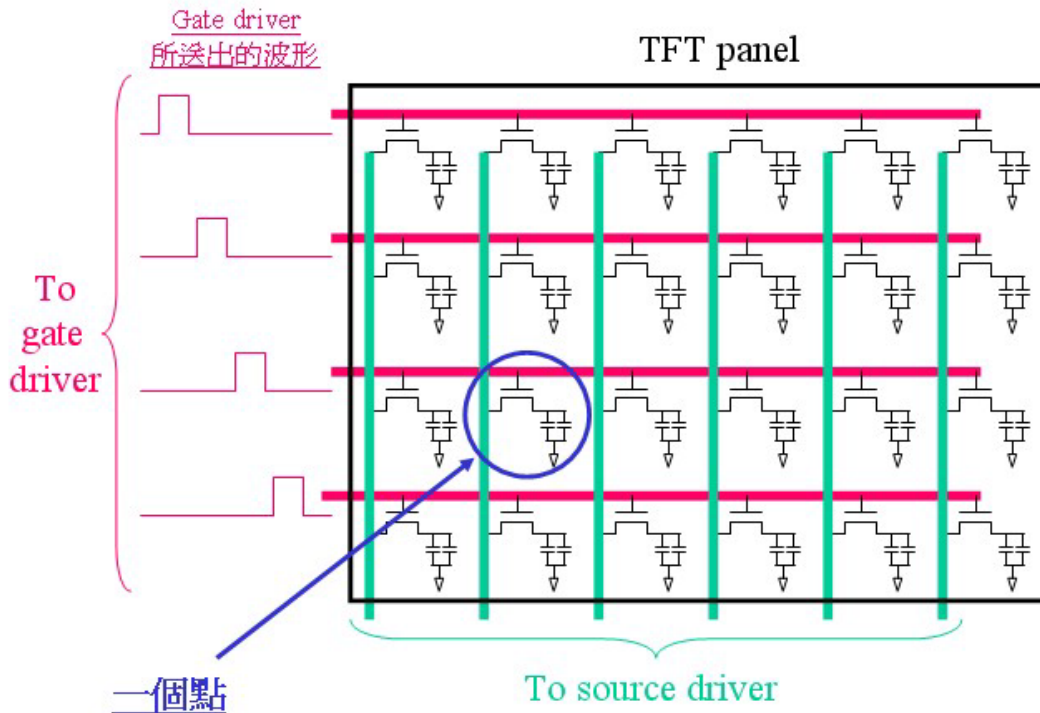 Gate driver
所送出的波形
TFT panel
To
gate
driver
一個點
To source driver